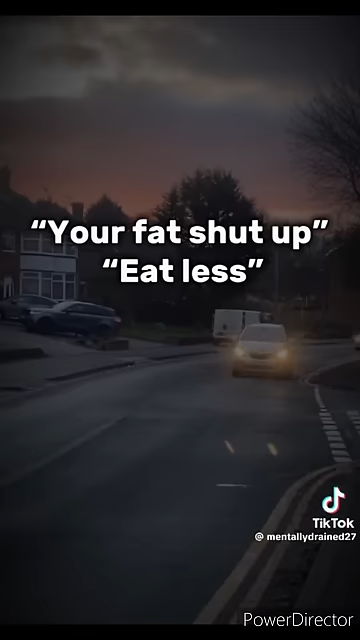 “Your fat shut up”
“Eat less”
TikTok
@ mentallydrained27
PowerDirector